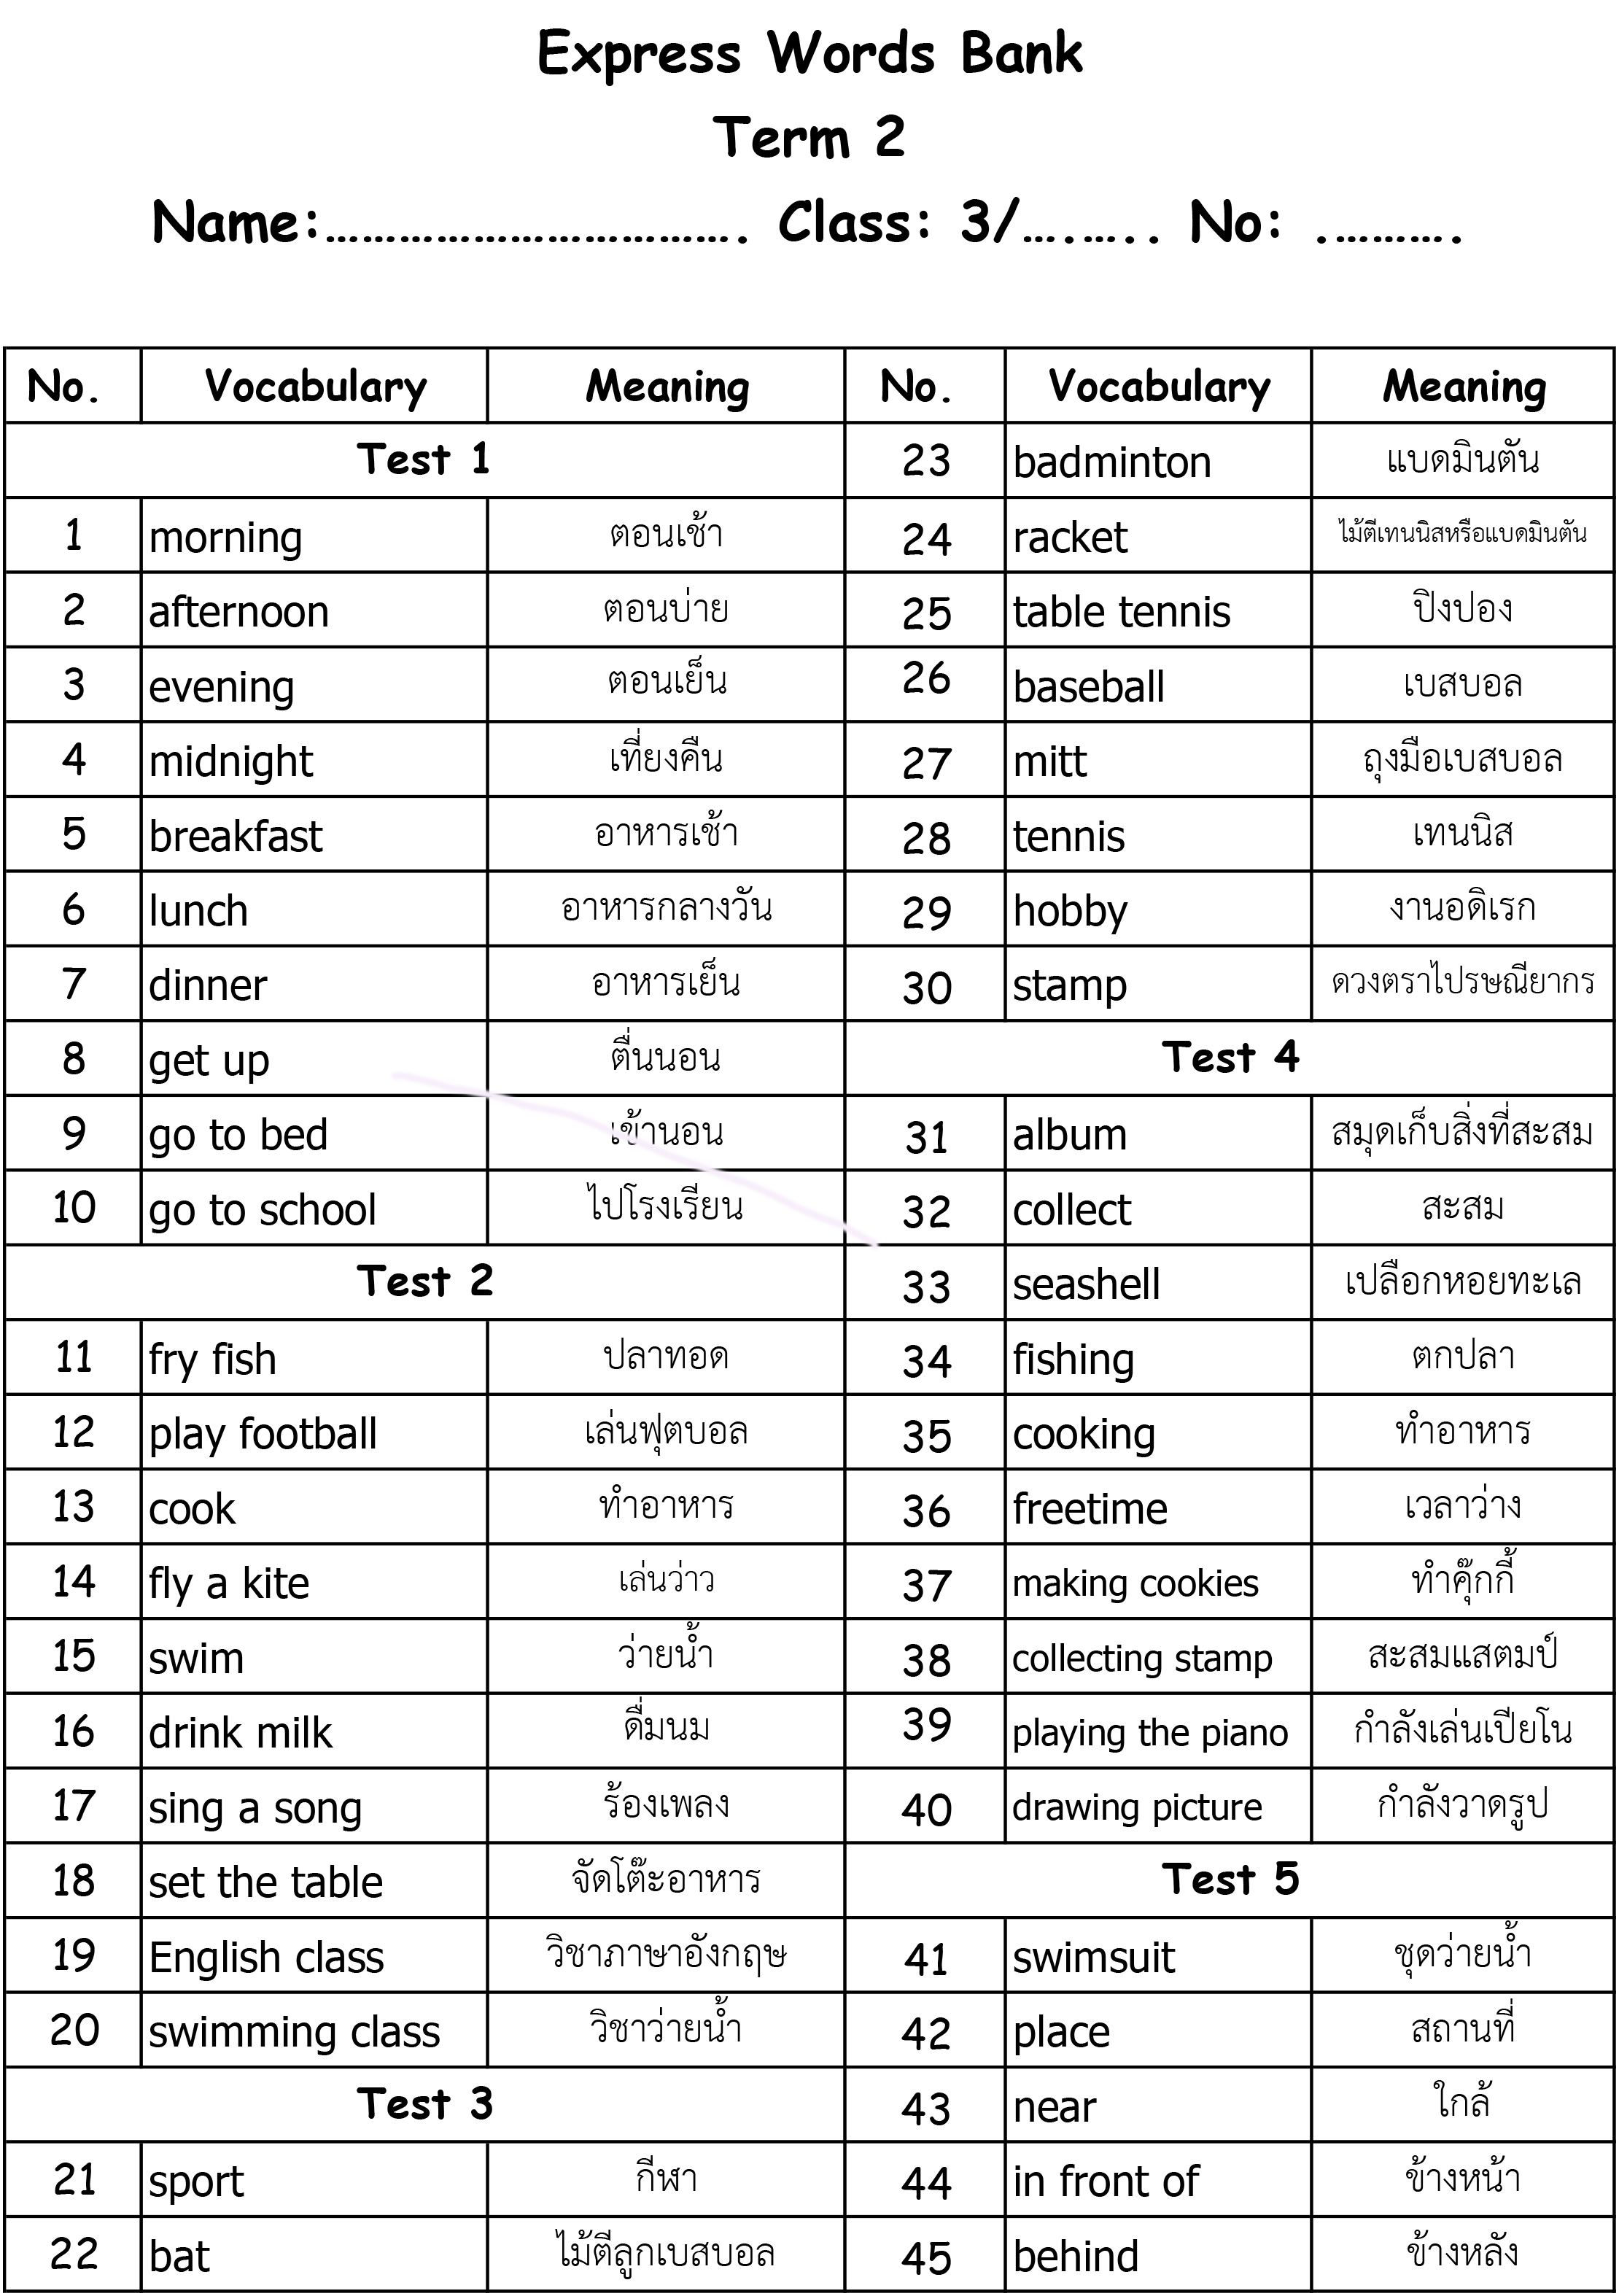 Express Words Bank
Term 2
Name:................................. Class: 3/......... No: ..........
No. Vocabulary Meaning
Test 1
1 morning ตอนเช้า
2 afternoon ตอนบ่าย
3 evening ตอนเย็น
4 midnight เที่ยงคืน
5 breakfast อาหารเช้า
6 lunch อาหารกลางวัน
7 dinner อาหารเย็น
8 get up ตื่นนอน
9 go to bed เข้านอน
10 go to school ไปโรงเรียน
Test 2
11 fry fish ปลาทอด
12 play football เล่นฟุตบอล
13 cook ทำอาหาร
14 fly a kite เล่นว่าว
15 swim ว่ายน้ำ
16 drink milk ดื่มนม
17 sing a song ร้องเพลง
18 set the table จัดโต๊ะอาหาร
19 English class วิชาภาษาอังกฤษ
20 swimming class วิชาว่ายน้ำ
Test 3
21 sport กีฬา
22 bat ไม้ตีลูกเบสบอล
No. Vocabulary Meaning
23 badminton แบดมินตัน
24 racket ไม้ตีเทนนิสหรือแบดมินตัน
25 table tennis ปิงปอง
26 baseball เบสบอล
27 mitt ถุงมือเบสบอล
28 tennis เทนนิส
29 hobby งานอดิเรก
30 stamp ดวงตราไปรษณียากร
Test 4
31 album สมุดเก็บสิ่งที่สะสม
32 collect สะสม
33 seashell เปลือกหอยทะเล
34 fishing ตกปลา
35 cooking ทำอาหาร
36 freetime เวลาว่าง
37 making cookies ทำคุ๊กกี้
38 collecting stamp สะสมแสตมป์
39 playing the piano กำลังเล่นเปียโน
40 drawing picture กำลังวาดรูป
Test 5
41 swimsuit ชุดว่ายน้ำ
42 place สถานที่
43 near ใกล้
44 in front of ข้างหน้า
45 behind ข้างหลัง